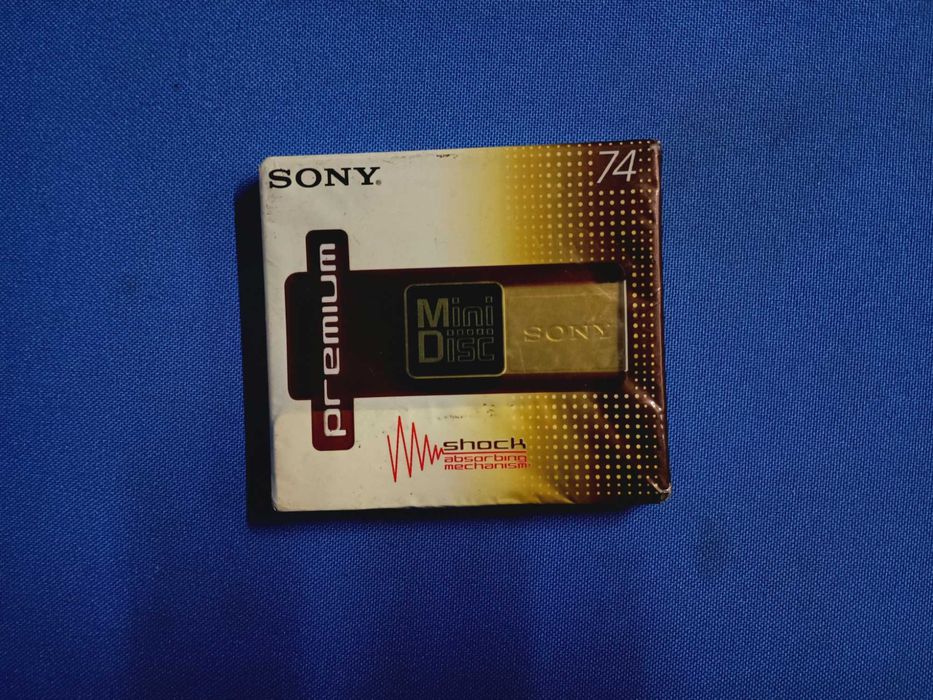 SONY®
74
premium
Mini
Disc
SONY
shock
absorbing
mechanism